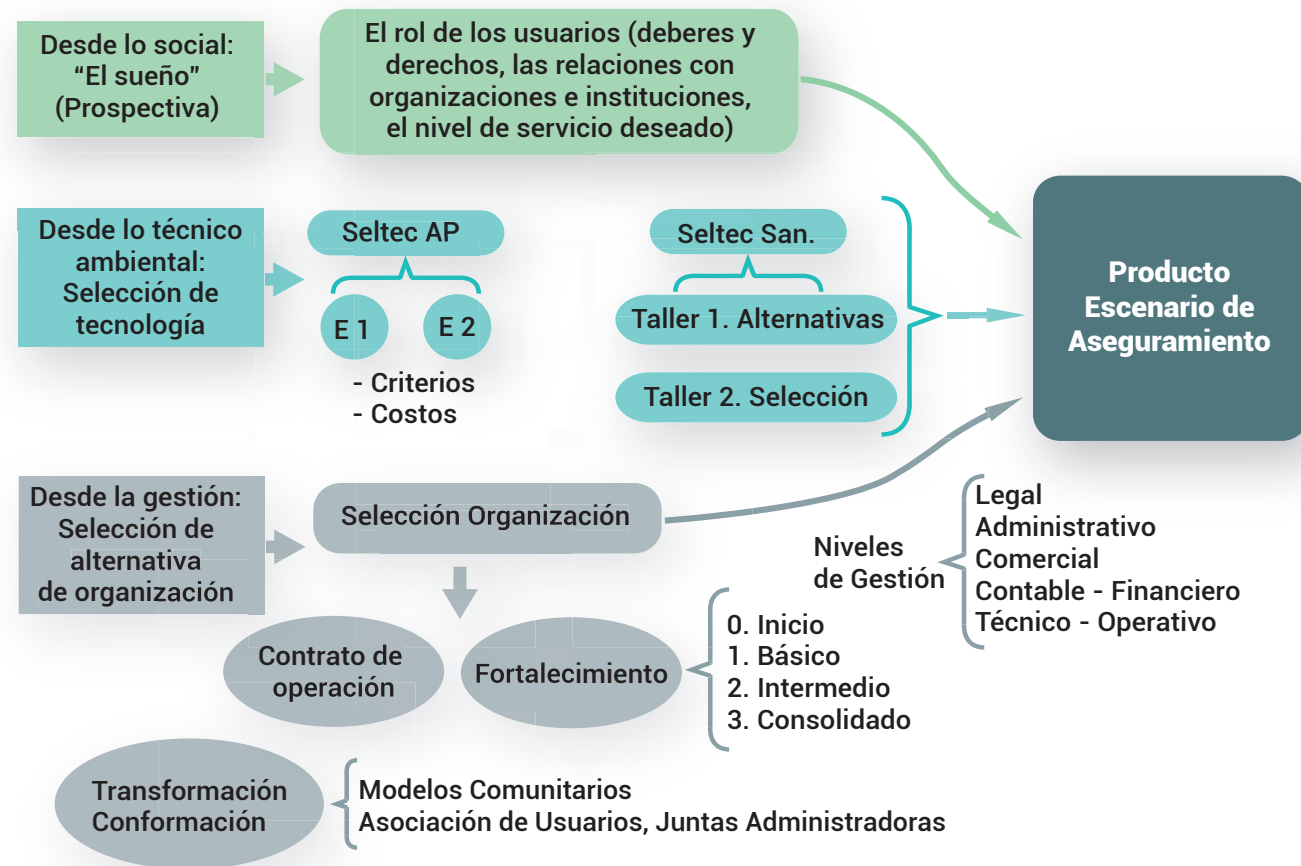 Desde lo social:
“El sueño”
(Prospectiva)
El rol de los usuarios (deberes y
derechos, las relaciones con
organizaciones e instituciones,
el nivel de servicio deseado)
Desde lo técnico
ambiental:
Selección de
tecnología
Seltec AP
E 1
E 2
- Criterios
- Costos
Seltec San.
Taller 1. Alternativas
Taller 2. Selección
Producto
Escenario de
Aseguramiento
Desde la gestión:
Selección de
alternativa
de organización
Selección Organización
Niveles
de Gestión
Legal
Administrativo
Comercial
Contable - Financiero
Técnico - Operativo
Contrato de
operación
Fortalecimiento
0. Inicio
1. Básico
2. Intermedio
3. Consolidado
Transformación
Conformación
Modelos Comunitarios
Asociación de Usuarios, Juntas Administradoras